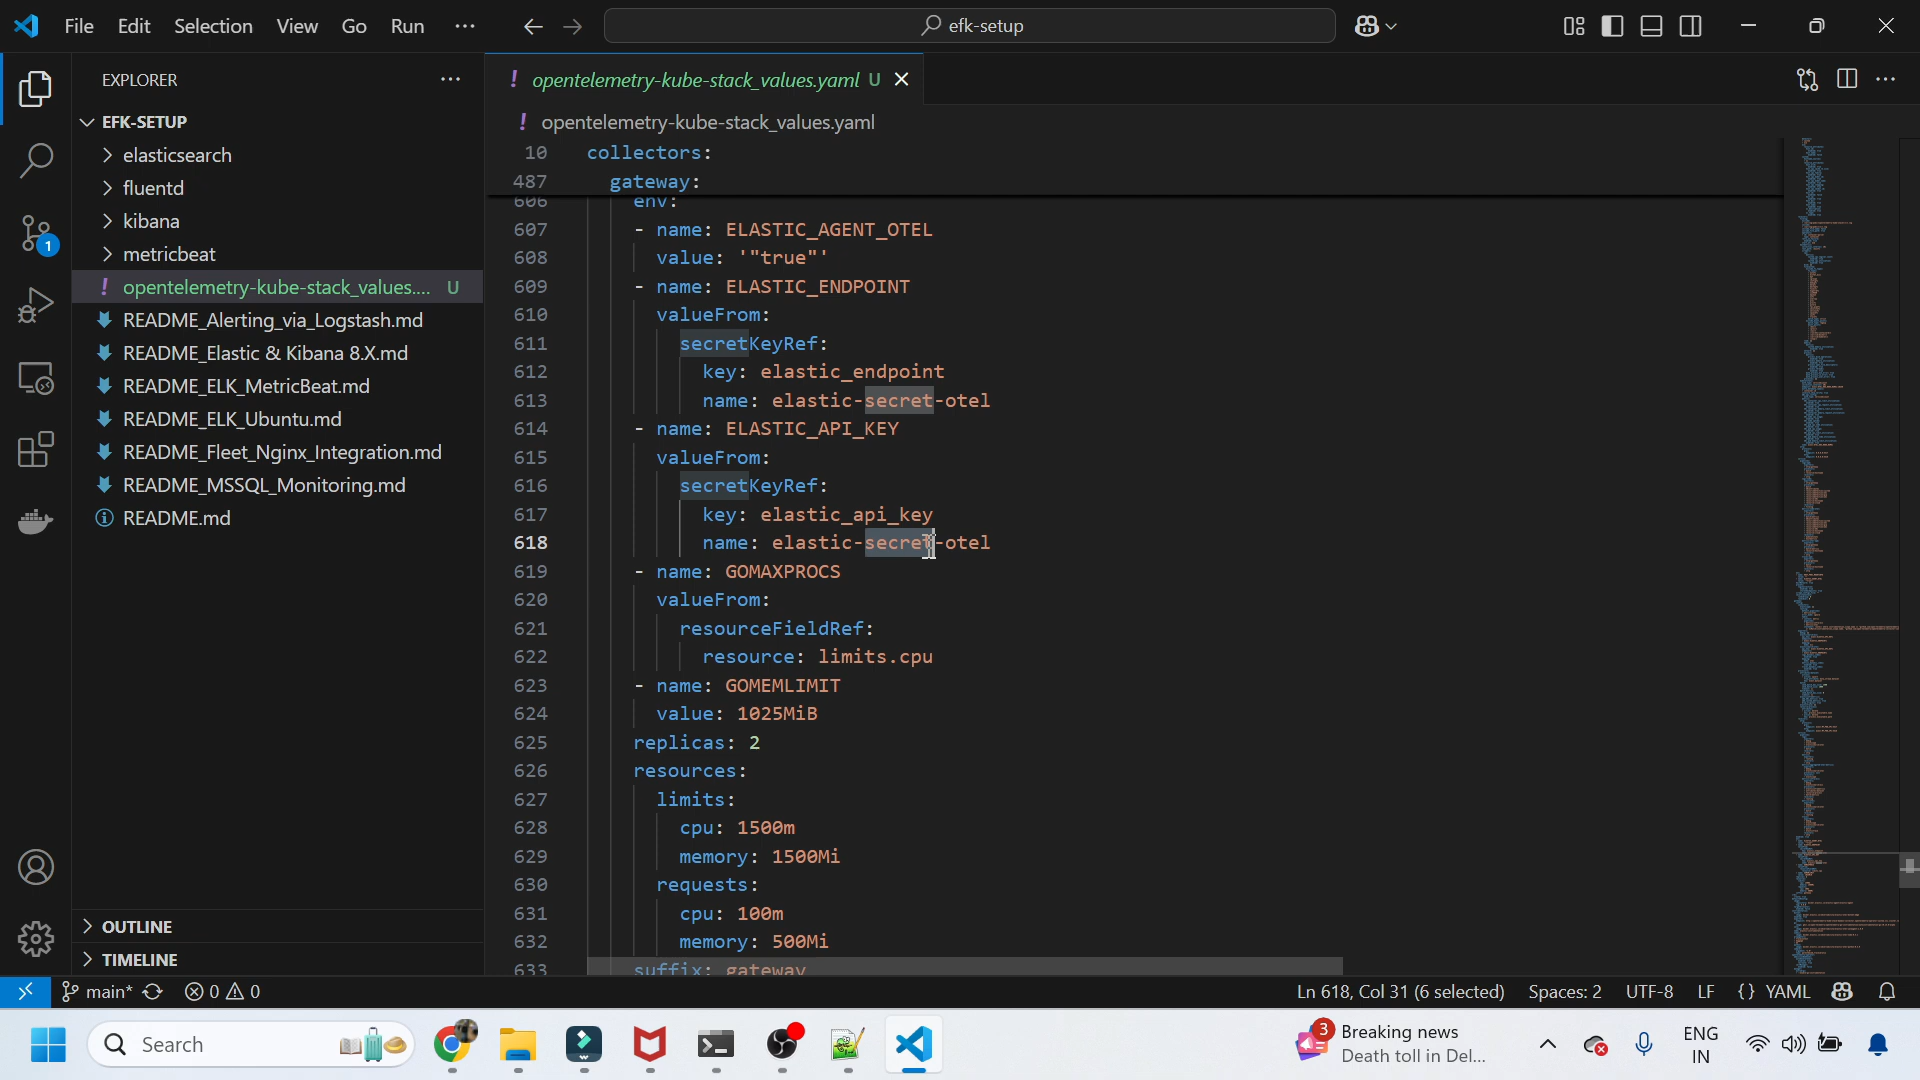 File Edit Selection View Go Run ...
efk-setup
EXPLORER
EFK-SETUP
elasticsearch
fluentd
kibana
metricbeat
! opentelemetry-kube-stack_values.... U
README_Alerting_via_Logstash.md
README_Elastic & Kibana 8.X.md
README_ELK_MetricBeat.md
README_ELK_Ubuntu.md
README_Fleet_Nginx_Integration.md
README_MSSQL_Monitoring.md
README.md
OUTLINE
TIMELINE
1
! opentelemetry-kube-stack_values.yaml U
! opentelemetry-kube-stack_values.yaml
10 collectors:
487 gateway:
606 env:
607 - name: ELASTIC_AGENT_OTEL
608 value: '"true"'
609 - name: ELASTIC_ENDPOINT
610 valueFrom:
611 secretKeyRef:
612 key: elastic_endpoint
613 name: elastic-secret-otel
614 - name: ELASTIC_API_KEY
615 valueFrom:
616 secretKeyRef:
617 key: elastic_api_key
618 name: elastic-secret-otel
619 - name: GOMAXPROCS
620 valueFrom:
621 resourceFieldRef:
622 resource: limits.cpu
623 - name: GOMEMLIMIT
624 value: 1025MiB
625 replicas: 2
626 resources:
627 limits:
628 cpu: 1500m
629 memory: 1500Mi
630 requests:
631 cpu: 100m
632 memory: 500Mi
633 suffix: gateway
main* 0 0 Ln 618, Col 31 (6 selected) Spaces: 2 UTF-8 LF {} YAML
Search
3
Breaking news
Death toll in Del...
ENG
IN